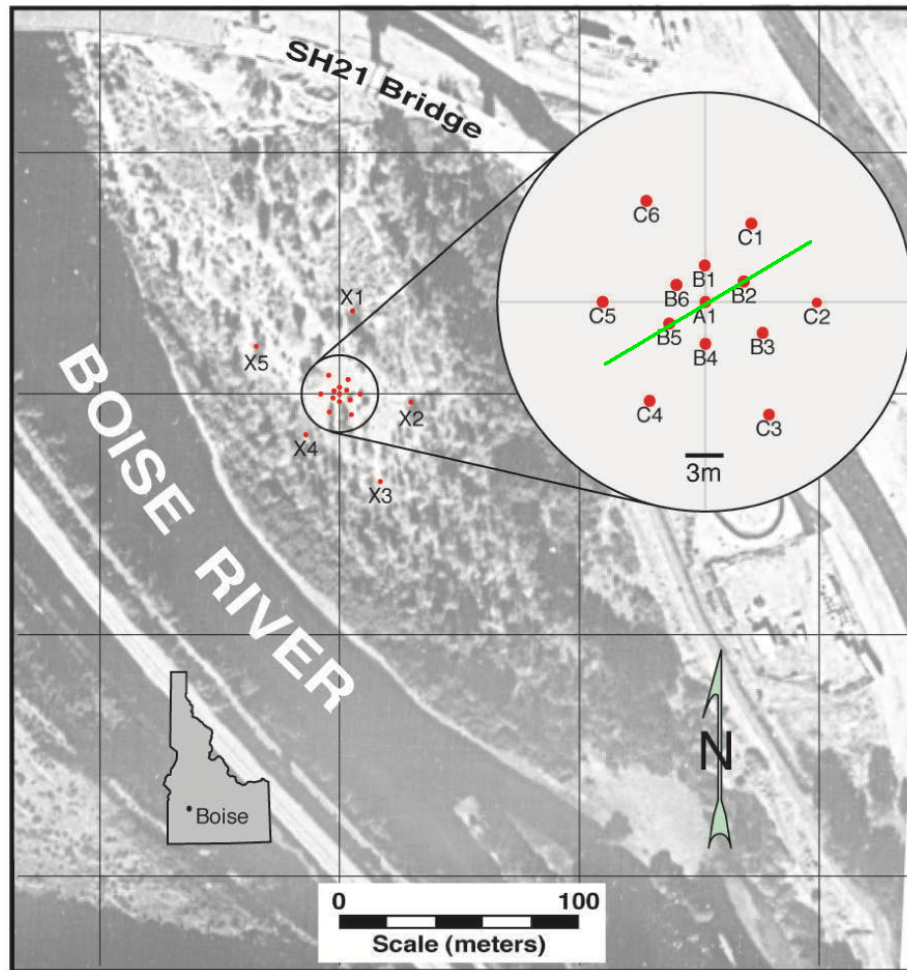 SH21 Bridge
C6
C1
B1
B6
B2
C5
A1
C2
B5
B3
B4
C4
C3
3m
X1
X5
X2
X4
X3
BOISE RIVER
N
Boise
0 100
Scale (meters)